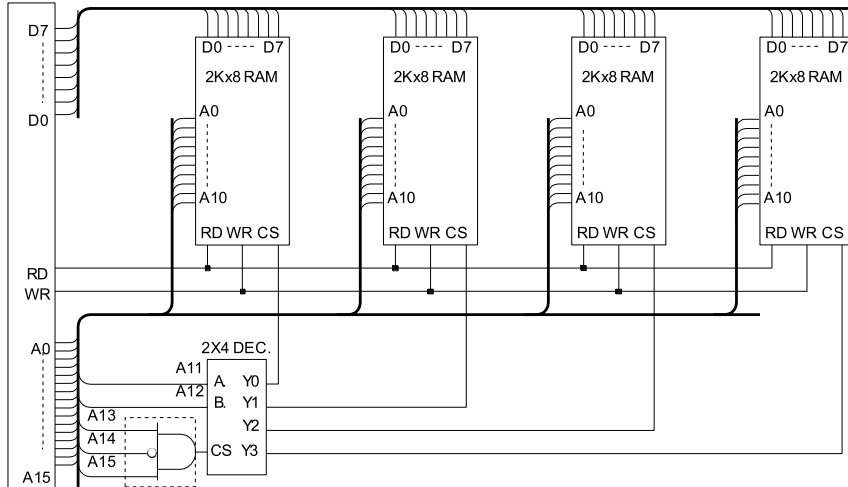 D7
D0
D0 ---- D7
2Kx8 RAM
A0
A10
RD WR CS
D0 ---- D7
2Kx8 RAM
A0
A10
RD WR CS
D0 ---- D7
2Kx8 RAM
A0
A10
RD WR CS
D0 ---- D7
2Kx8 RAM
A0
A10
RD WR CS
RD
WR
A0
A15
2X4 DEC.
A11
A12
A13
A14
A15
A. Y0
B. Y1
Y2
CS Y3